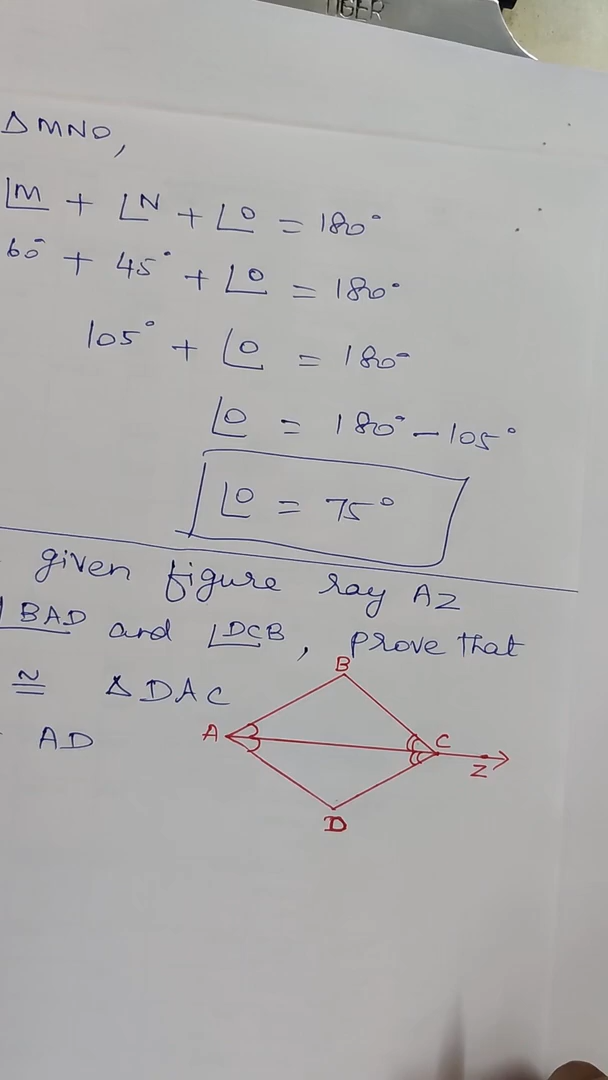 TIGER
Δ MNO,
∠M + ∠N + ∠O = 180°
60° + 45° + ∠O = 180°
105° + ∠O = 180°
∠O = 180° - 105°
∠O = 75°
given figure ray AZ
∠BAD and ∠DCB, prove that
≅ ΔDAC
AD
B
A
C
Z
D